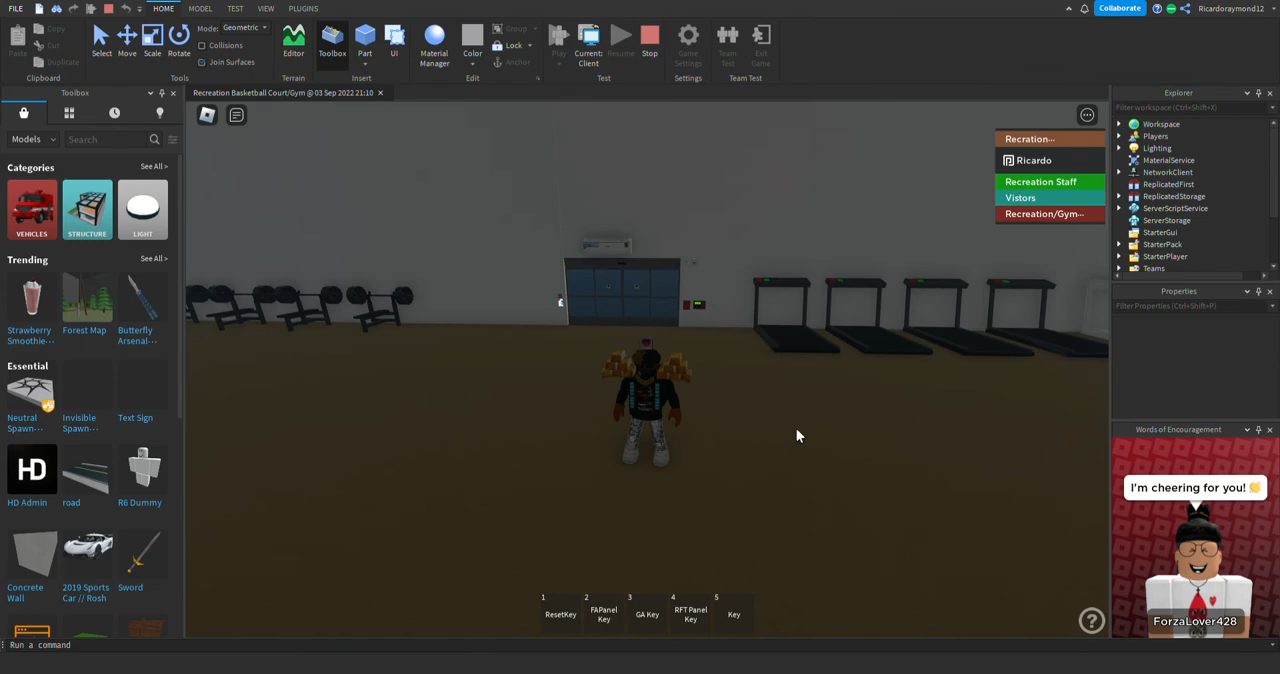 FILE
HOME
MODEL
TEST
VIEW
PLUGINS
Collaborate
Ricardoraymond12
Paste
Copy
Cut
Duplicate
Clipboard
Select
Move
Scale
Rotate
Mode: Geometric
Collisions
Join Surfaces
Tools
Editor
Terrain
Toolbox
Part
UI
Insert
Material
Manager
Color
Group
Lock
Anchor
Edit
Play
Current:
Client
Resume
Stop
Test
Game
Settings
Settings
Team
Test
Exit
Game
Team Test
Toolbox
Models
Search
Categories
See All >
VEHICLES
STRUCTURE
LIGHT
Trending
See All >
Strawberry
Smoothie···
Forest Map
Butterfly
Arsenal···
Essential
Neutral
Spawn···
Invisible
Spawn···
Text Sign
HD
HD Admin
road
R6 Dummy
Concrete
Wall
2019 Sports
Car // Rosh
Sword
Recreation Basketball Court/Gym @ 03 Sep 2022 21:10
Recration···
Ricardo
Recreation Staff
Vistors
Recreation/Gym···
1
ResetKey
2
FAPanel
Key
3
GA Key
4
RFT Panel
Key
5
Key
?
Explorer
Filter workspace (Ctrl+Shift+X)
Workspace
Players
Lighting
MaterialService
NetworkClient
ReplicatedFirst
ReplicatedStorage
ServerScriptService
ServerStorage
StarterGui
StarterPack
StarterPlayer
Teams
Properties
Filter Properties (Ctrl+Shift+P)
Words of Encouragement
I'm cheering for you! 👏
ForzaLover428
Run a command